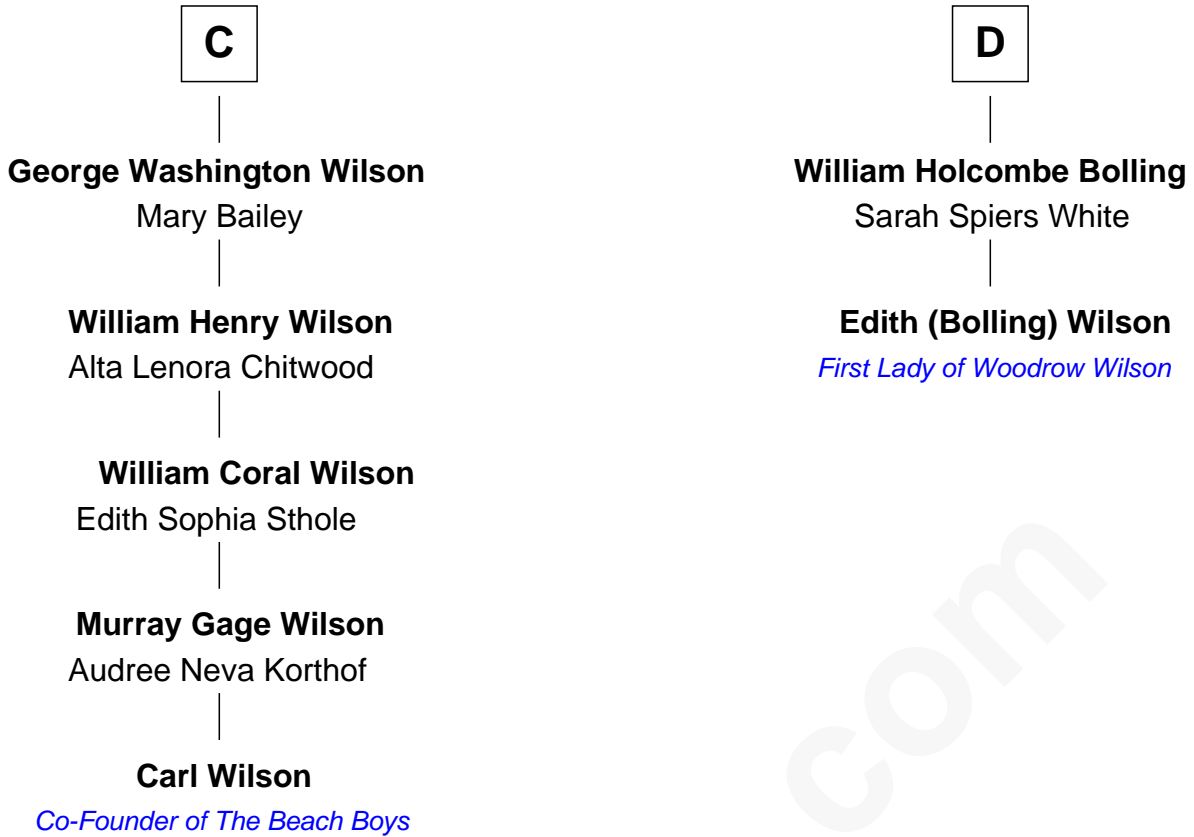 C
George Washington Wilson
Mary Bailey
William Henry Wilson
Alta Lenora Chitwood
William Coral Wilson
Edith Sophia Sthole
Murray Gage Wilson
Audree Neva Korthof
Carl Wilson
Co-Founder of The Beach Boys
D
William Holcombe Bolling
Sarah Spiers White
Edith (Bolling) Wilson
First Lady of Woodrow Wilson
com